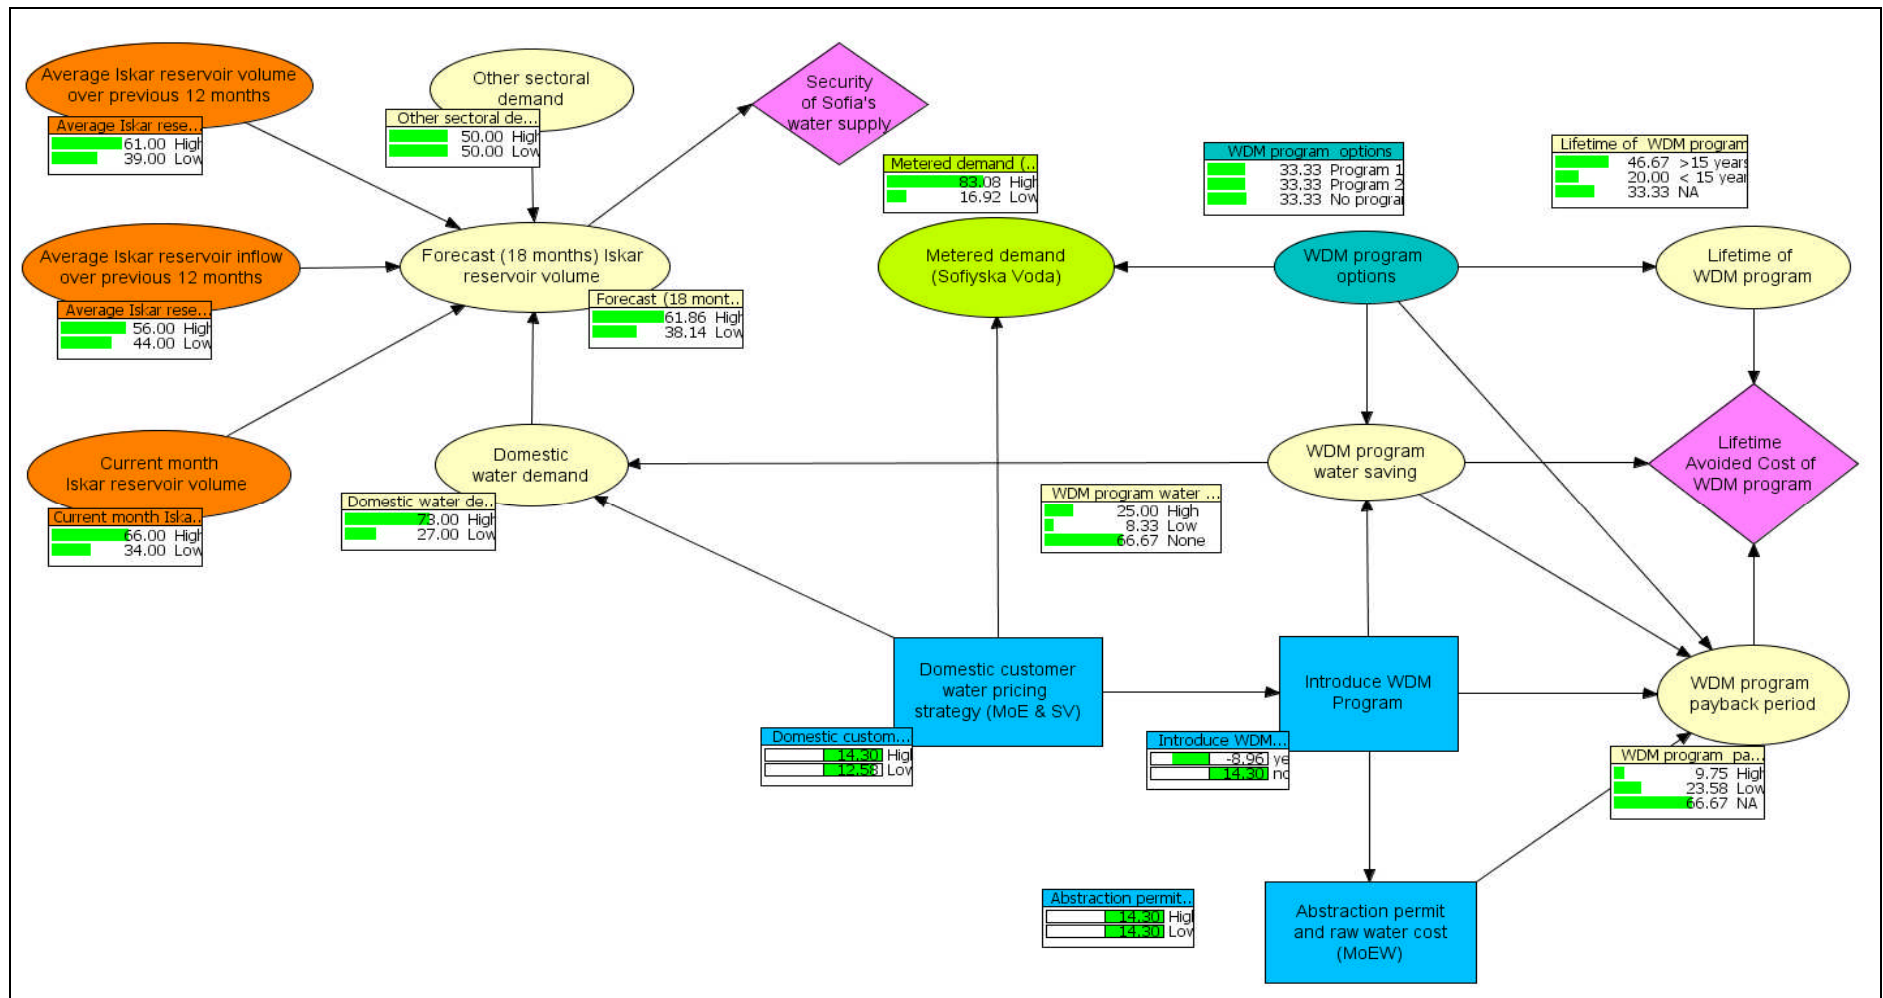 Average Iskar reservoir volume
over previous 12 months
Average Iskar rese...
61.00 High
39.00 Low
Other sectoral
demand
Other sectoral de...
50.00 High
50.00 Low
Security
of Sofia's
water supply
Metered demand (...
83.08 High
16.92 Low
WDM program options
33.33 Program 1
33.33 Program 2
33.33 No progra
Lifetime of WDM program
46.67 >15 years
20.00 < 15 year
33.33 NA
Average Iskar reservoir inflow
over previous 12 months
Average Iskar rese...
56.00 High
44.00 Low
Forecast (18 months) Iskar
reservoir volume
Forecast (18 mont...
61.86 High
38.14 Low
Metered demand
(Sofiyska Voda)
WDM program
options
Lifetime of
WDM program
Current month
Iskar reservoir volume
Current month Iska...
66.00 High
34.00 Low
Domestic
water demand
Domestic water de...
73.00 High
27.00 Low
WDM program
water saving
WDM program water ...
25.00 High
8.33 Low
66.67 None
Lifetime
Avoided Cost of
WDM program
Domestic customer
water pricing
strategy (MoE & SV)
Domestic custom...
14.30 High
12.58 Low
Introduce WDM
Program
Introduce WDM...
-8.96 ye
14.30 no
WDM program
payback period
WDM program pa...
9.75 High
23.58 Low
66.67 NA
Abstraction permit...
14.30 High
14.30 Low
Abstraction permit
and raw water cost
(MoEW)